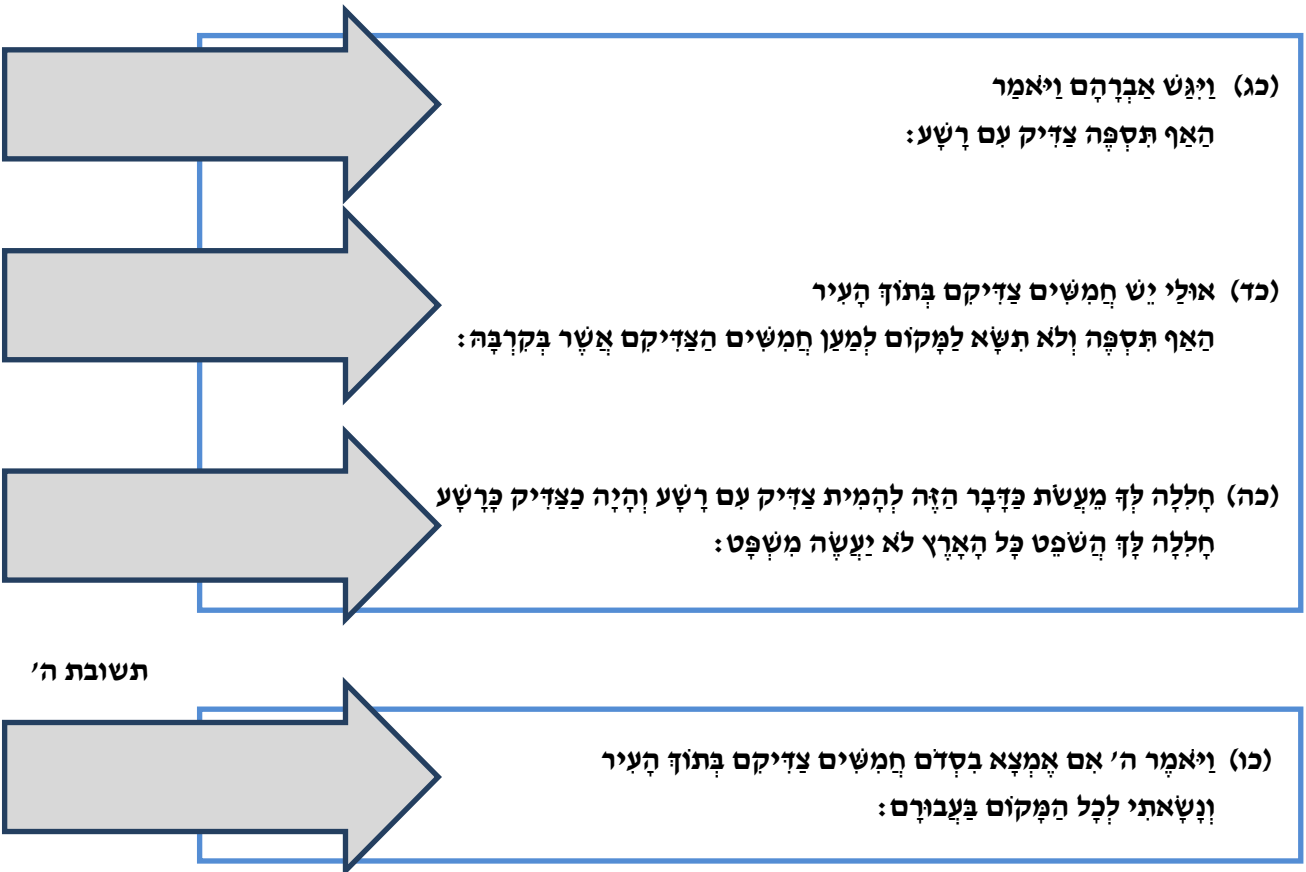 (כג) וַיִּגַּשׁ אַבְרָהָם וַיֹּאמַר
הַאַף תִּסְפֶּה צַדִּיק עִם רָשָׁע:
(כד) אוּלַי יֵשׁ חֲמִשִּׁים צַדִּיקִם בְּתוֹךְ הָעִיר
הַאַף תִּסְפֶּה וְלֹא תִשָּׂא לַמָּקוֹם לְמַעַן חֲמִשִּׁים הַצַּדִּיקִם אֲשֶׁר בְּקִרְבָּהּ:
(כה) חָלִלָה לְּךָ מֵעֲשֹׂת כַּדָּבָר הַזֶּה לְהָמִית צַדִּיק עִם רָשָׁע וְהָיָה כַצַּדִּיק כָּרָשָׁע
חָלִלָה לָּךְ הֲשֹׁפֵט כָּל הָאָרֶץ לֹא יַעֲשֶׂה מִשְׁפָּט:
תשובת ה'
(כו) וַיֹּאמֶר ה' אִם אֶמְצָא בִסְדֹם חֲמִשִּׁים צַדִּיקִם בְּתוֹךְ הָעִיר
וְנָשָׂאתִי לְכָל הַמָּקוֹם בַּעֲבוּרָם: